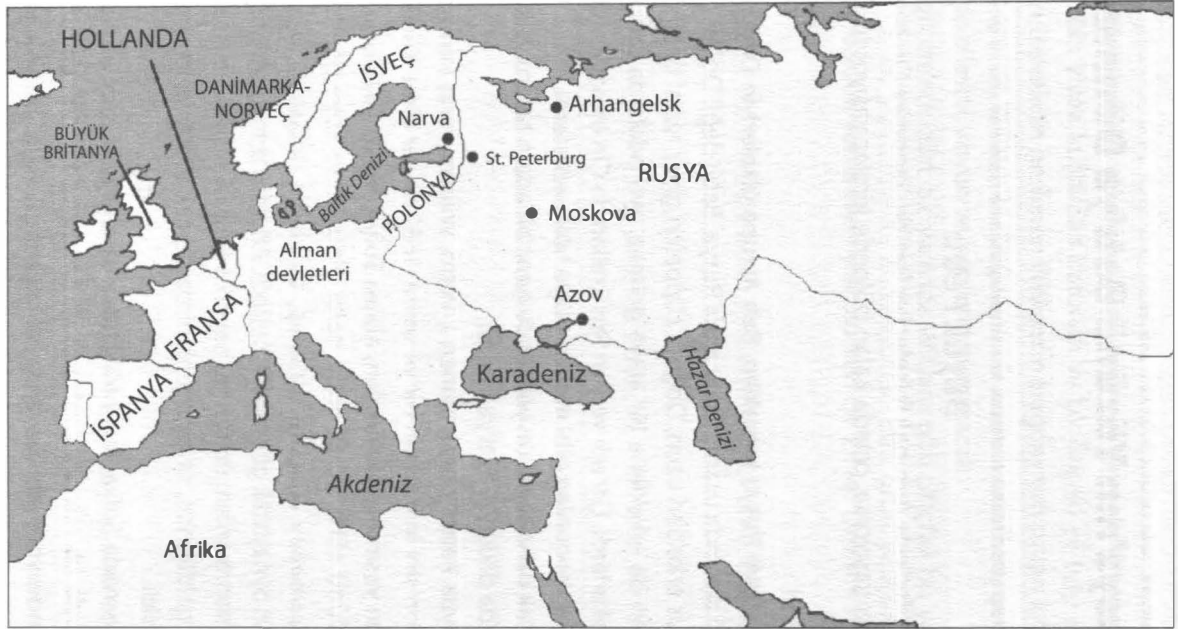 HOLLANDA
DANİMARKA-
NORVEÇ
İSVEÇ
BÜYÜK
BRİTANYA
Narva
Arhangelsk
St. Peterburg
RUSYA
Baltık Denizi
POLONYA
Moskova
Alman
devletleri
FRANSA
Azov
İSPANYA
Karadeniz
Hazar Denizi
Akdeniz
Afrika